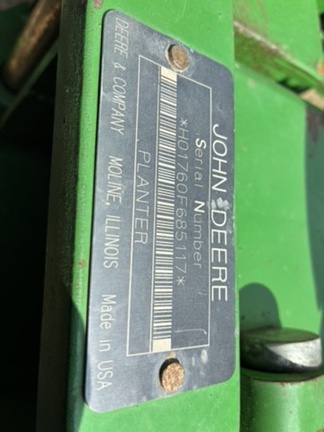 JOHN DEERE
Serial Number
*H01760F685117*
PLANTER
DEERE & COMPANY MOLINE, ILLINOIS Made in USA